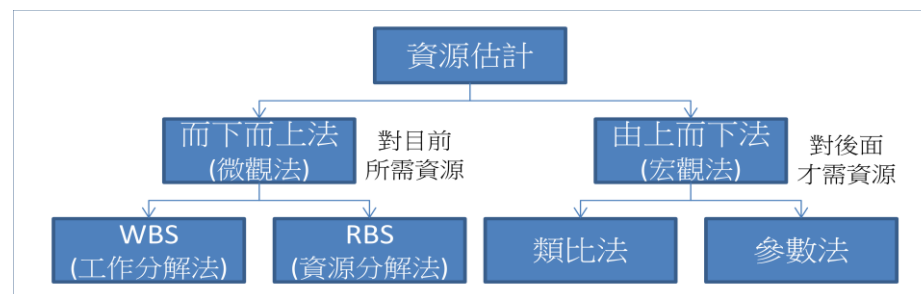 資源估計
而下而上法
(微觀法)
對目前
所需資源
由上而下法
(宏觀法)
對後面
才需資源
WBS
(工作分解法)
RBS
(資源分解法)
類比法
參數法